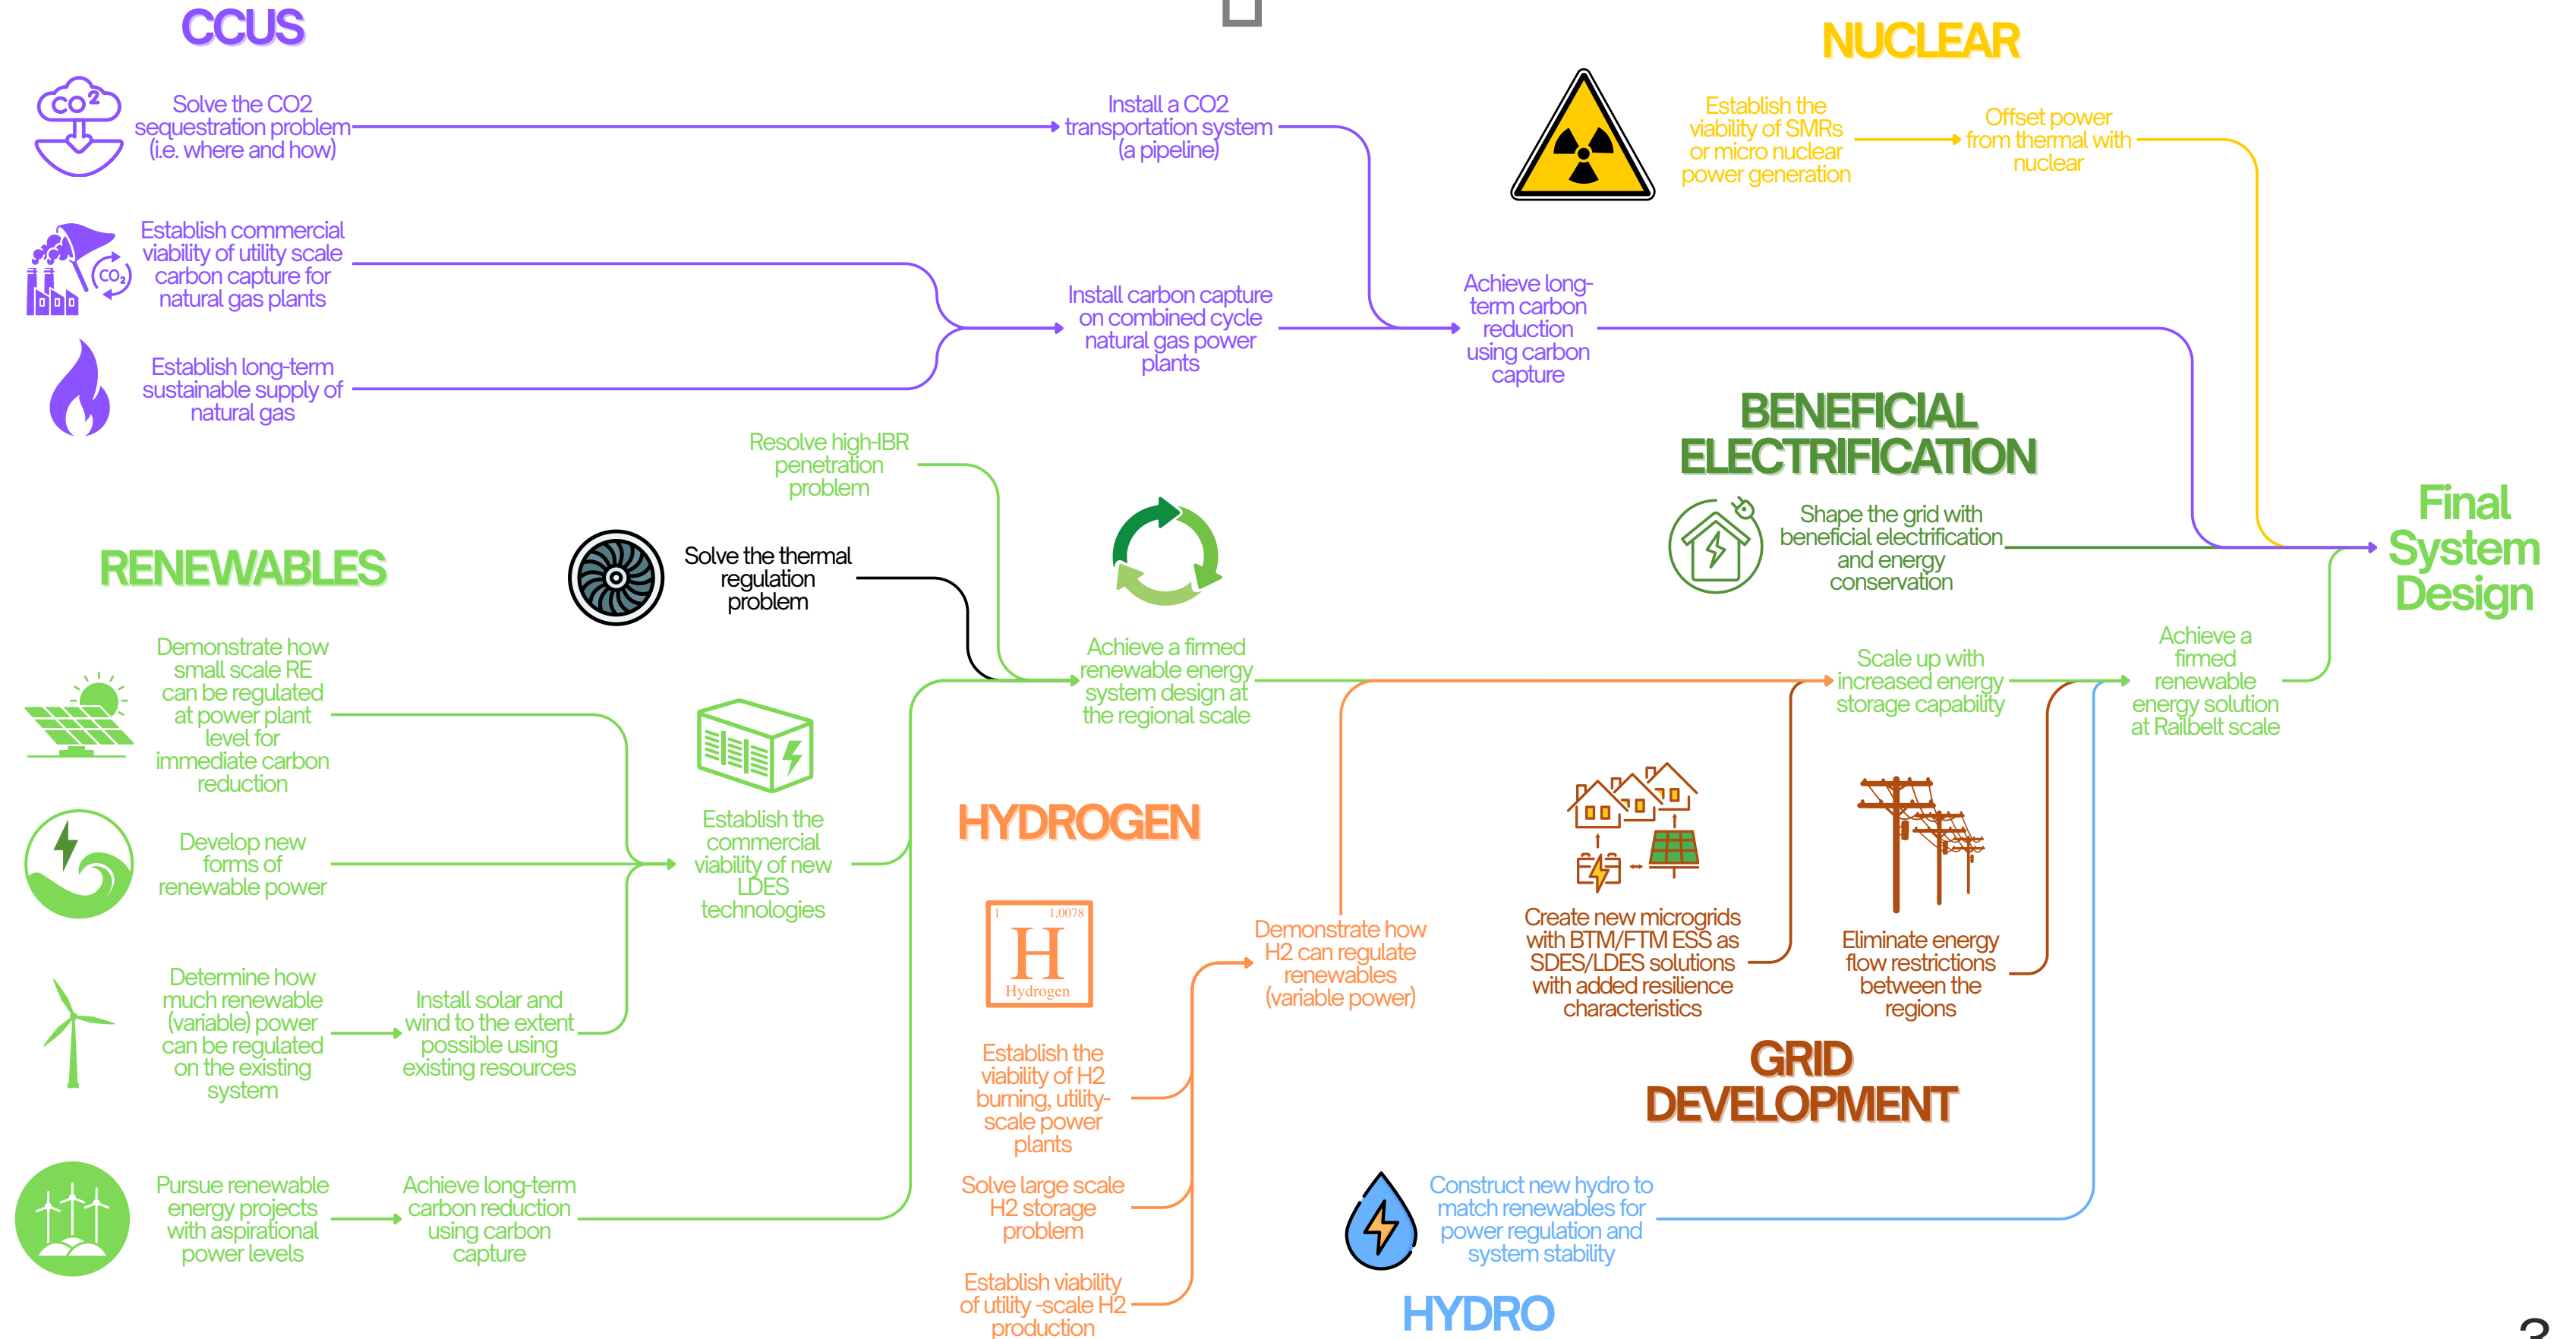 CCUS
CO2
Solve the CO2
sequestration problem
(i.e. where and how)
Install a CO2
transportation system
(a pipeline)
CO2
Establish commercial
viability of utility scale
carbon capture for
natural gas plants
Establish long-term
sustainable supply of
natural gas
Install carbon capture
on combined cycle
natural gas power
plants
Achieve long-
term carbon
reduction
using carbon
capture
NUCLEAR
Establish the
viability of SMRs
or micro nuclear
power generation
Offset power
from thermal with
nuclear
BENEFICIAL
ELECTRIFICATION
Shape the grid with
beneficial electrification
and energy
conservation
Final
System
Design
Resolve high-IBR
penetration
problem
Solve the thermal
regulation
problem
RENEWABLES
Demonstrate how
small scale RE
can be regulated
at power plant
level for
immediate carbon
reduction
Develop new
forms of
renewable power
Determine how
much renewable
(variable) power
can be regulated
on the existing
system
Install solar and
wind to the extent
possible using
existing resources
Pursue renewable
energy projects
with aspirational
power levels
Achieve long-term
carbon reduction
using carbon
capture
Establish the
commercial
viability of new
LDES
technologies
Achieve a firmed
renewable energy
system design at
the regional scale
Scale up with
increased energy
storage capability
Achieve a
firmed
renewable
energy solution
at Railbelt scale
HYDROGEN
1 1,0078
H
Hydrogen
Establish the
viability of H2
burning, utility-
scale power
plants
Solve large scale
H2 storage
problem
Establish viability
of utility -scale H2
production
Demonstrate how
H2 can regulate
renewables
(variable power)
Create new microgrids
with BTM/FTM ESS as
SDES/LDES solutions
with added resilience
characteristics
Eliminate energy
flow restrictions
between the
regions
GRID
DEVELOPMENT
Construct new hydro to
match renewables for
power regulation and
system stability
HYDRO
3